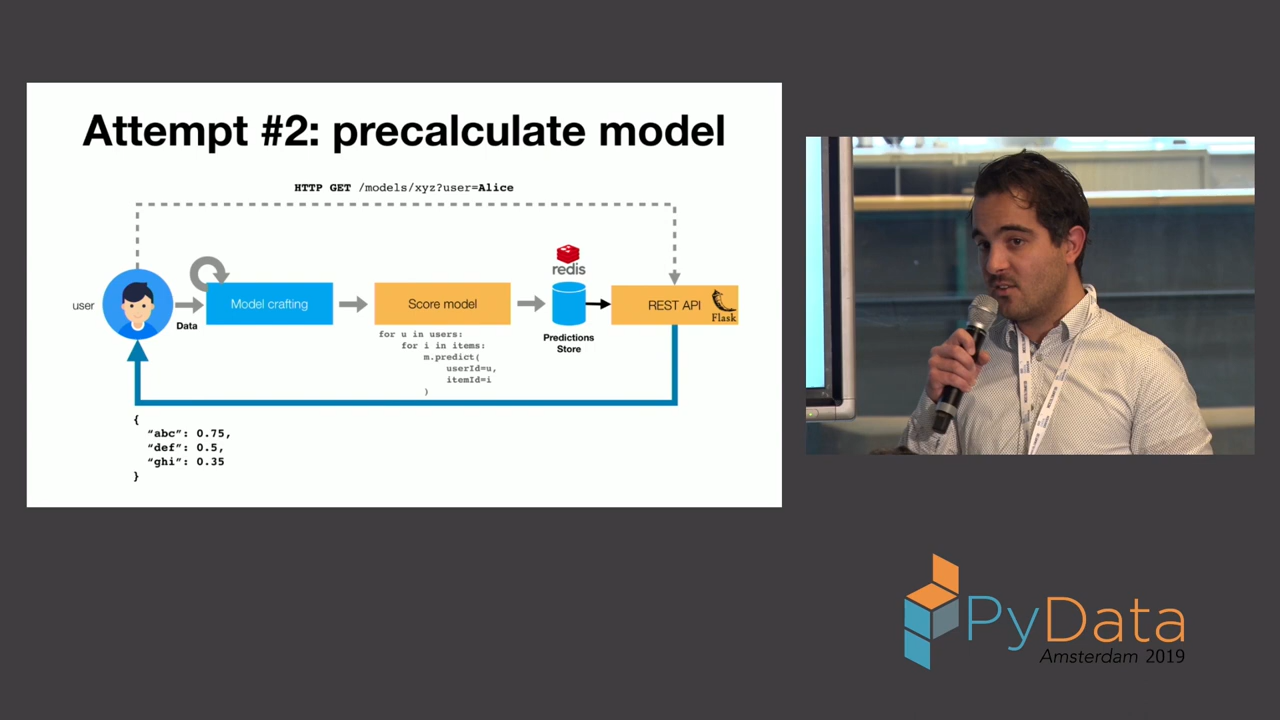 Attempt #2: precalculate model
HTTP GET /models/xyz?user=Alice
redis
user
Data
Model crafting
Score model
REST API
Flask
for u in users:
for i in items:
m.predict(
userId=u,
itemId=i
)
Predictions
Store
{
“abc”: 0.75,
“def”: 0.5,
“ghi”: 0.35
}
PyData
Amsterdam 2019